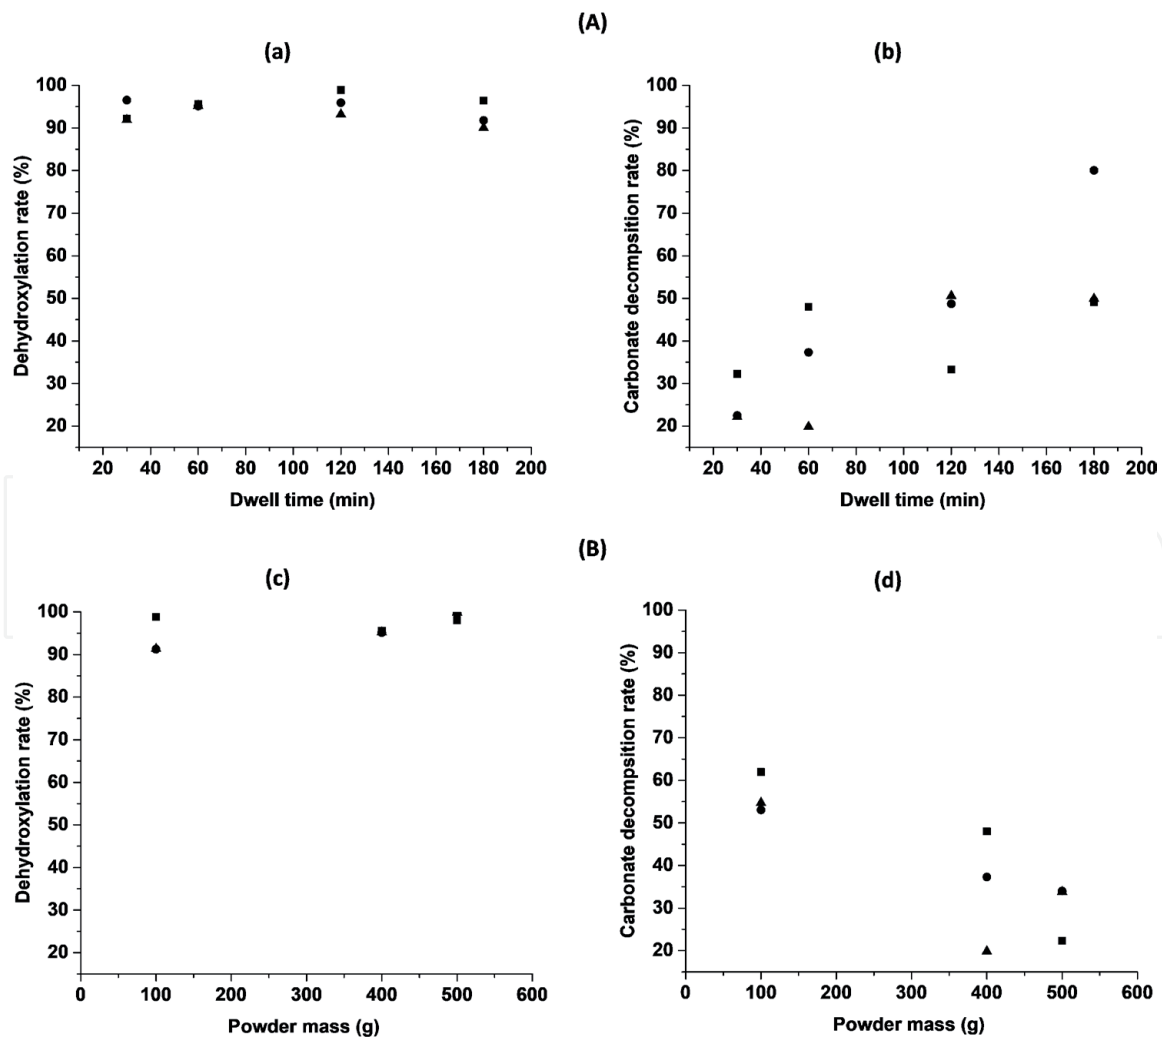 (A)
(a)
(b)
100
90
80
70
60
50
40
30
20
Dehydroxylation rate (%)
20 40 60 80 100 120 140 160 180 200
Dwell time (min)
100
90
80
70
60
50
40
30
20
Carbonate decompsition rate (%)
20 40 60 80 100 120 140 160 180 200
Dwell time (min)
(B)
(c)
(d)
100
90
80
70
60
50
40
30
20
Dehydroxylation rate (%)
0 100 200 300 400 500 600
Powder mass (g)
100
90
80
70
60
50
40
30
20
Carbonate decompsition rate (%)
0 100 200 300 400 500 600
Powder mass (g)